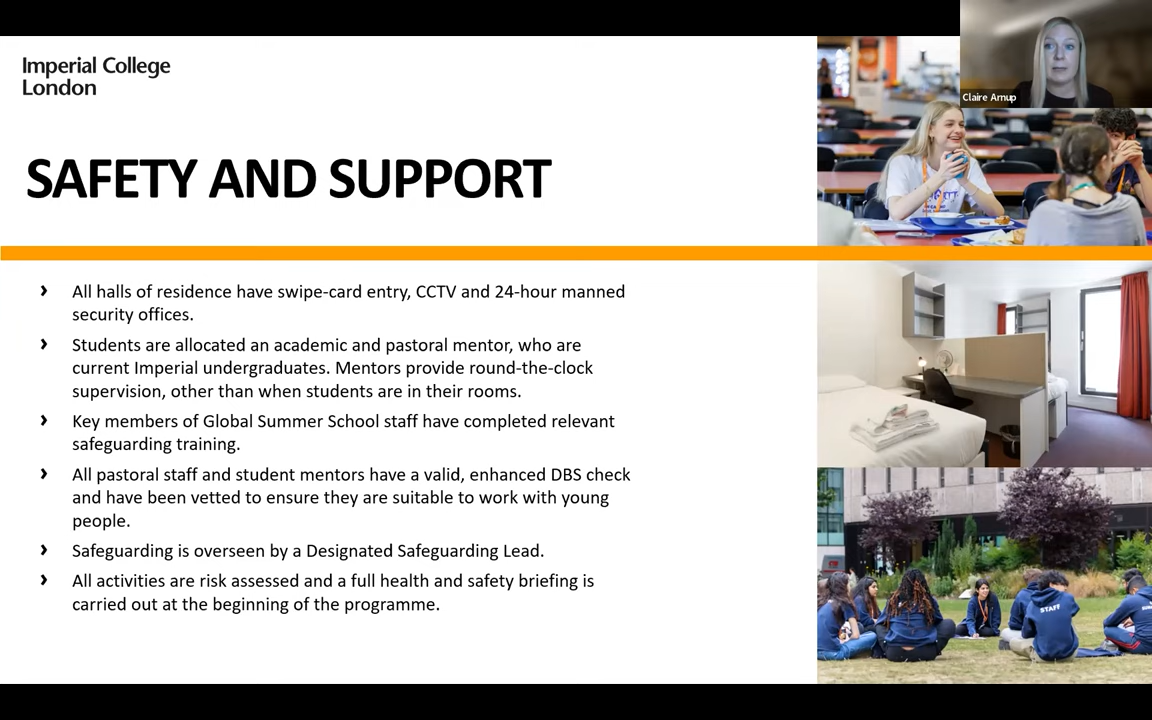 Imperial College
London
Claire Arnup
SAFETY AND SUPPORT
› All halls of residence have swipe-card entry, CCTV and 24-hour manned
security offices.
› Students are allocated an academic and pastoral mentor, who are
current Imperial undergraduates. Mentors provide round-the-clock
supervision, other than when students are in their rooms.
› Key members of Global Summer School staff have completed relevant
safeguarding training.
› All pastoral staff and student mentors have a valid, enhanced DBS check
and have been vetted to ensure they are suitable to work with young
people.
› Safeguarding is overseen by a Designated Safeguarding Lead.
› All activities are risk assessed and a full health and safety briefing is
carried out at the beginning of the programme.
STAFF